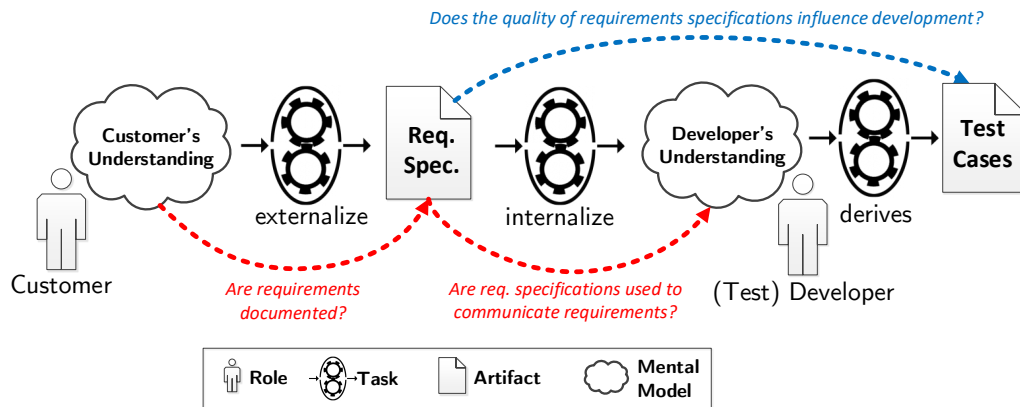 Does the quality of requirements specifications influence development?
Customer's
Understanding
Req.
Spec.
Developer's
Understanding
Test
Cases
externalize
internalize
derives
Customer
(Test) Developer
Are requirements
documented?
Are req. specifications used to
communicate requirements?
Role
Task
Artifact
Mental
Model